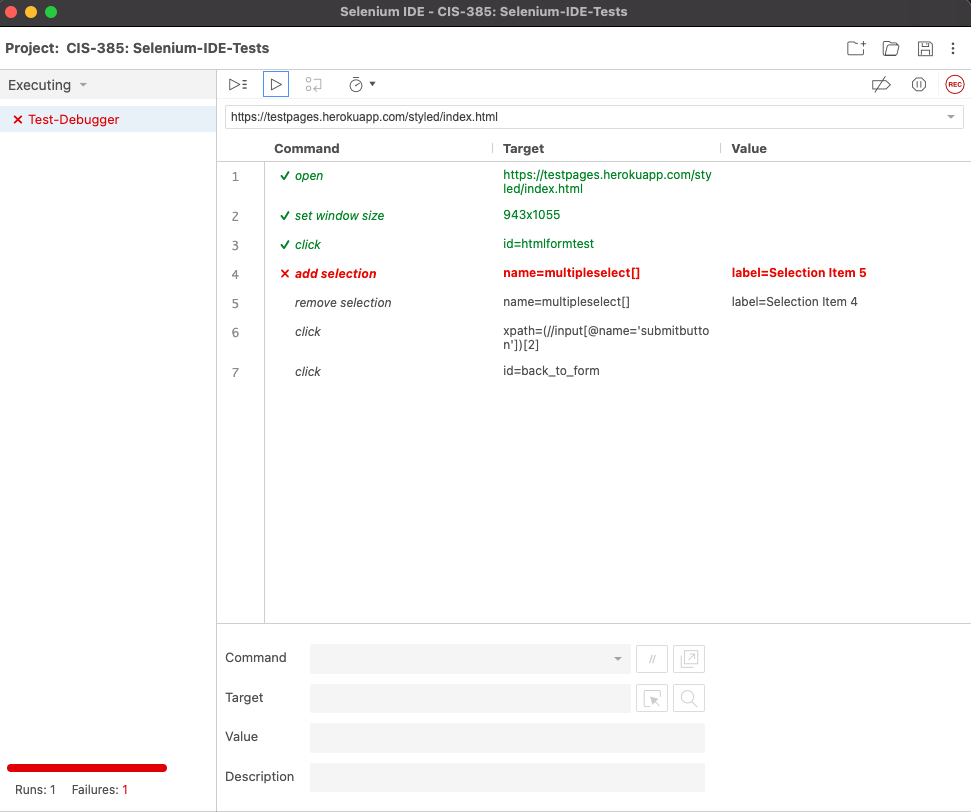 Selenium IDE - CIS-385: Selenium-IDE-Tests
Project: CIS-385: Selenium-IDE-Tests
Executing
Test-Debugger
REC
https://testpages.herokuapp.com/styled/index.html
Command Target Value
1 open https://testpages.herokuapp.com/sty
led/index.html
2 set window size 943x1055
3 click id=htmlformtest
4 add selection name=multipleselect[] label=Selection Item 5
5 remove selection name=multipleselect[] label=Selection Item 4
6 click xpath=(//input[@name='submitbutto
n'])[2]
7 click id=back_to_form
Command //
Target
Value
Description
Runs: 1 Failures: 1